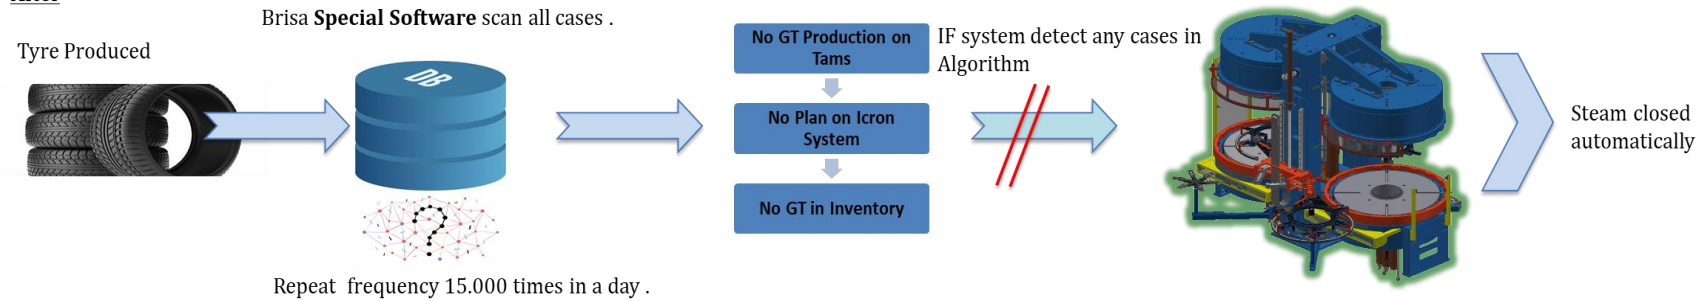 After
Brisa Special Software scan all cases .
Tyre Produced
DB
No GT Production on
Tams
No Plan on Icron
System
No GT in Inventory
IF system detect any cases in
Algorithm
Steam closed
automatically
Repeat frequency 15.000 times in a day .